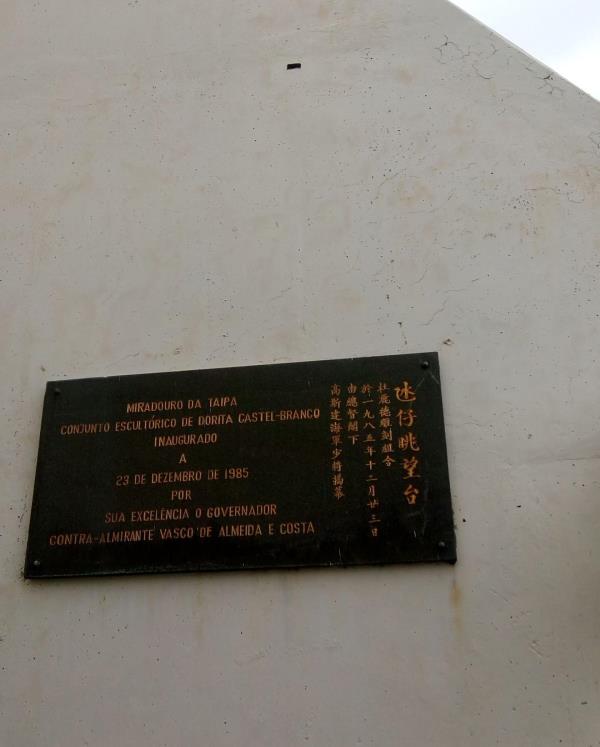 MIRADOURO DA TAIPA
CONJUNTO ESCULTÓRICO DE DORITA CASTEL-BRANCO
INAUGURADO
A
23 DE DEZEMBRO DE 1985
POR
SUA EXCELÊNCIA O GOVERNADOR
CONTRA-ALMIRANTE VASCO DE ALMEIDA E COSTA
氹仔眺望台
杜麗德雕刻組合
於一九八五年十二月廿三日
由總督閣下
高斯達海軍少將揭幕